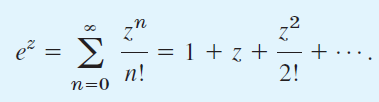 e^z = \sum_{n=0}^{\infty} \frac{z^n}{n!} = 1 + z + \frac{z^2}{2!} + \cdots.